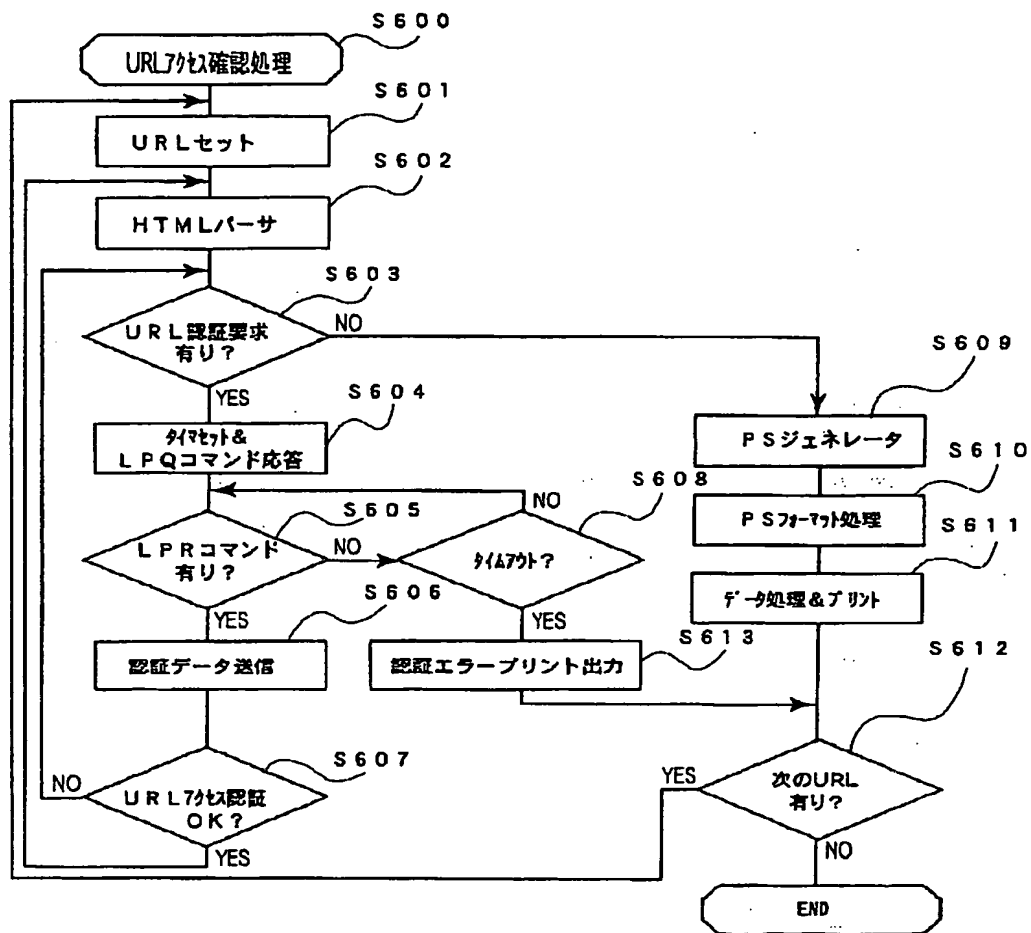 S600
URLアクセス確認処理
S601
URLセット
S602
HTMLパーサ
S603
URL認証要求
有り?
NO
YES
S604
タイマセット&
LPQコマンド応答
S605
LPRコマンド
有り?
NO
YES
S608
タイムアウト?
NO
YES
S606
認証データ送信
S613
認証エラープリント出力
S607
URLアクセス認証
OK?
NO
YES
S609
PSジェネレータ
S610
PSフォーマット処理
S611
データ処理&プリント
S612
次のURL
有り?
YES
NO
END